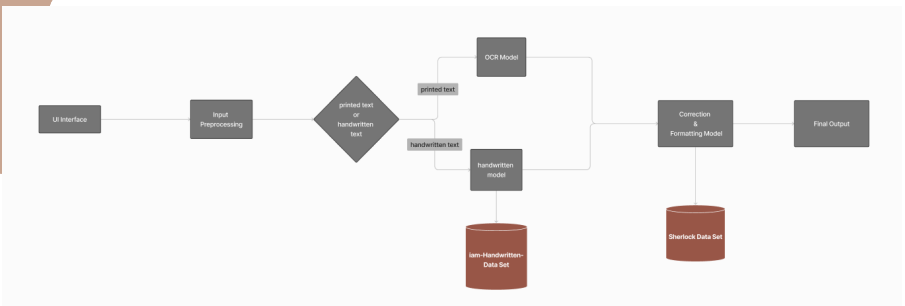 UI Interface
Input
Preprocessing
printed text
or
handwritten
text
printed text
handwritten text
OCR Model
handwritten
model
iam-Handwritten-
Data Set
Correction
&
Formatting Model
Sherlock Data Set
Final Output